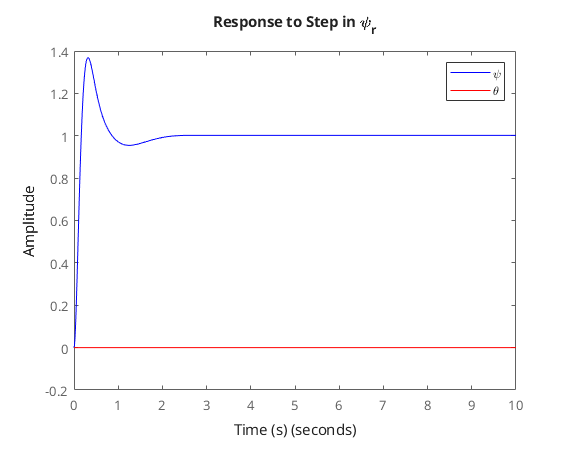 Response to Step in ψr
ψ
θ
Amplitude
1.4
1.2
1
0.8
0.6
0.4
0.2
0
-0.2
0 1 2 3 4 5 6 7 8 9 10
Time (s) (seconds)